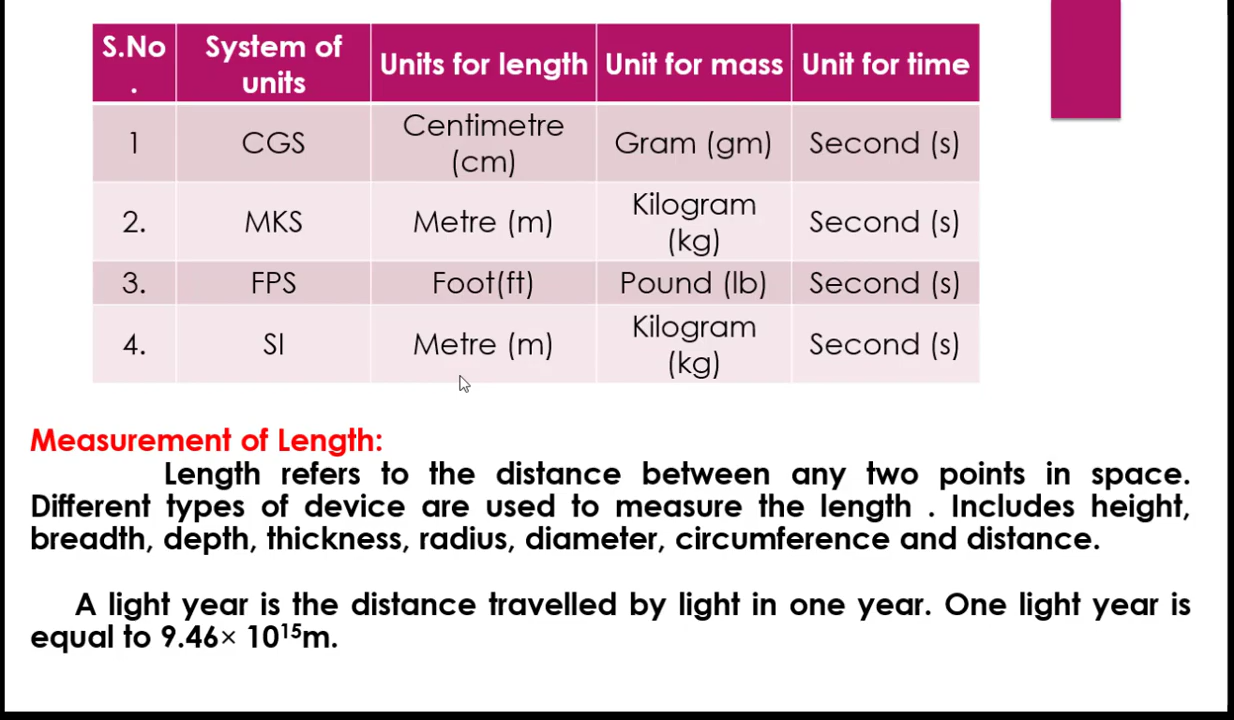 S.No. System of units Units for length Unit for mass Unit for time
1 CGS Centimetre (cm) Gram (gm) Second (s)
2. MKS Metre (m) Kilogram (kg) Second (s)
3. FPS Foot(ft) Pound (lb) Second (s)
4. SI Metre (m) Kilogram (kg) Second (s)
Measurement of Length:
Length refers to the distance between any two points in space.
Different types of device are used to measure the length . Includes height,
breadth, depth, thickness, radius, diameter, circumference and distance.
A light year is the distance travelled by light in one year. One light year is
equal to 9.46× 10¹⁵m.